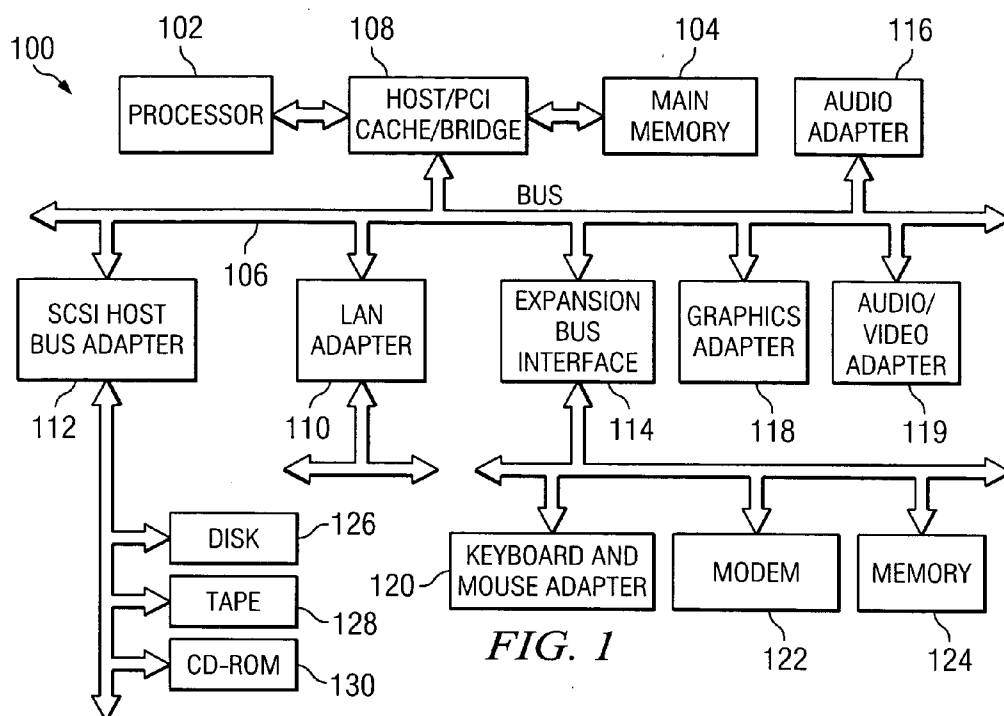 100
102
108
104
116
PROCESSOR
HOST/PCI
CACHE/BRIDGE
MAIN
MEMORY
AUDIO
ADAPTER
BUS
106
SCSI HOST
BUS ADAPTER
LAN
ADAPTER
EXPANSION
BUS
INTERFACE
GRAPHICS
ADAPTER
AUDIO/
VIDEO
ADAPTER
112
110
114
118
119
DISK
126
TAPE
128
CD-ROM
130
120
KEYBOARD AND
MOUSE ADAPTER
MODEM
MEMORY
122
124
FIG. 1